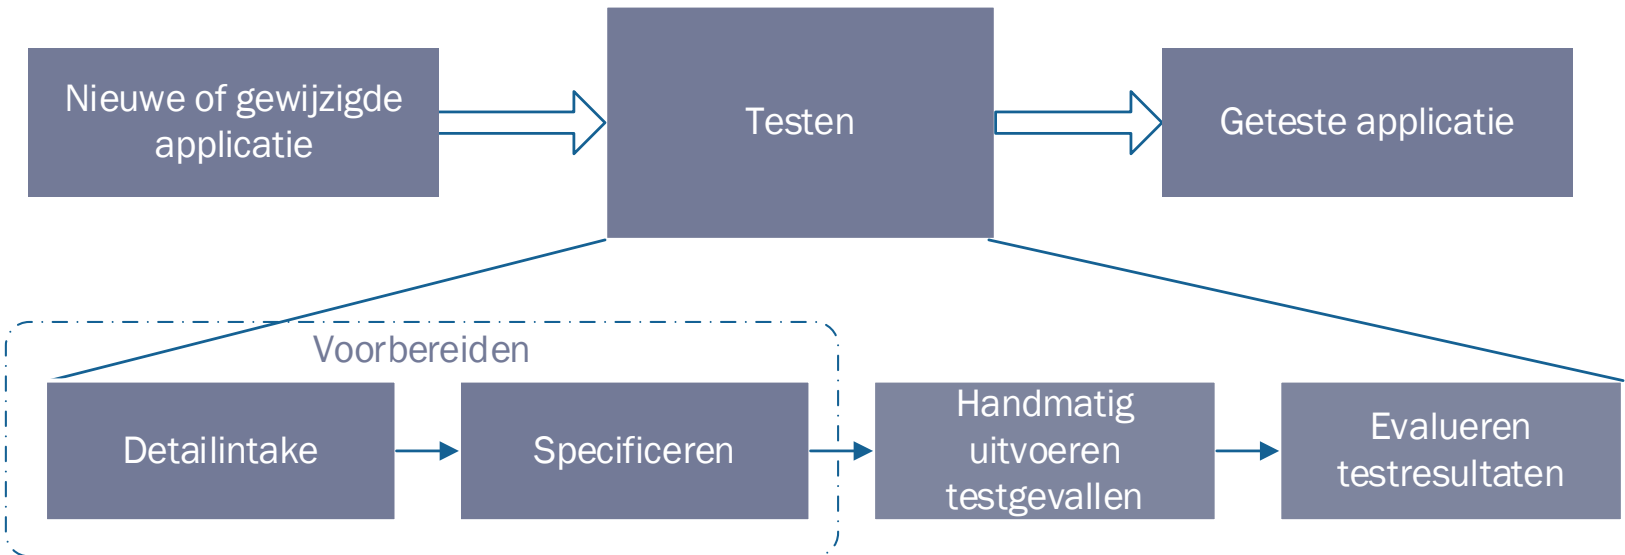 Nieuwe of gewijzigde
applicatie
Testen
Geteste applicatie
Voorbereiden
Detailintake
Specificeren
Handmatig
uitvoeren
testgevallen
Evalueren
testresultaten